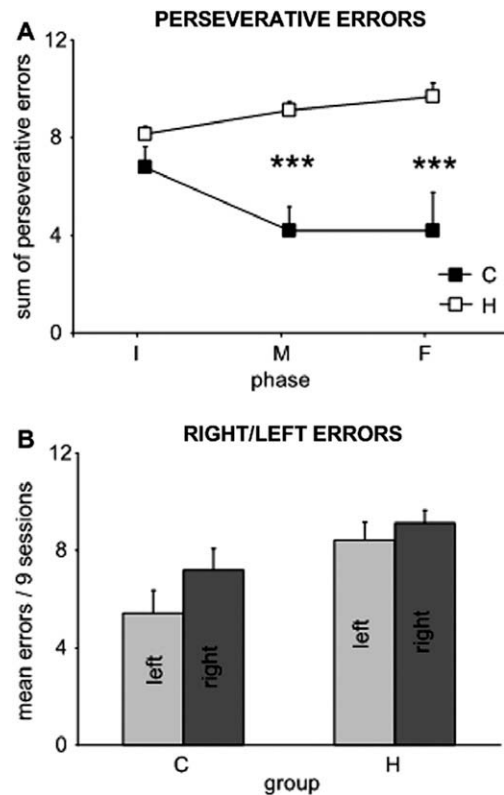 A
PERSEVERATIVE ERRORS
sum of perseverative errors
12
8
4
0
***
***
C
H
I M F
phase
B
RIGHT/LEFT ERRORS
mean errors / 9 sessions
12
8
4
0
left
right
left
right
C H
group